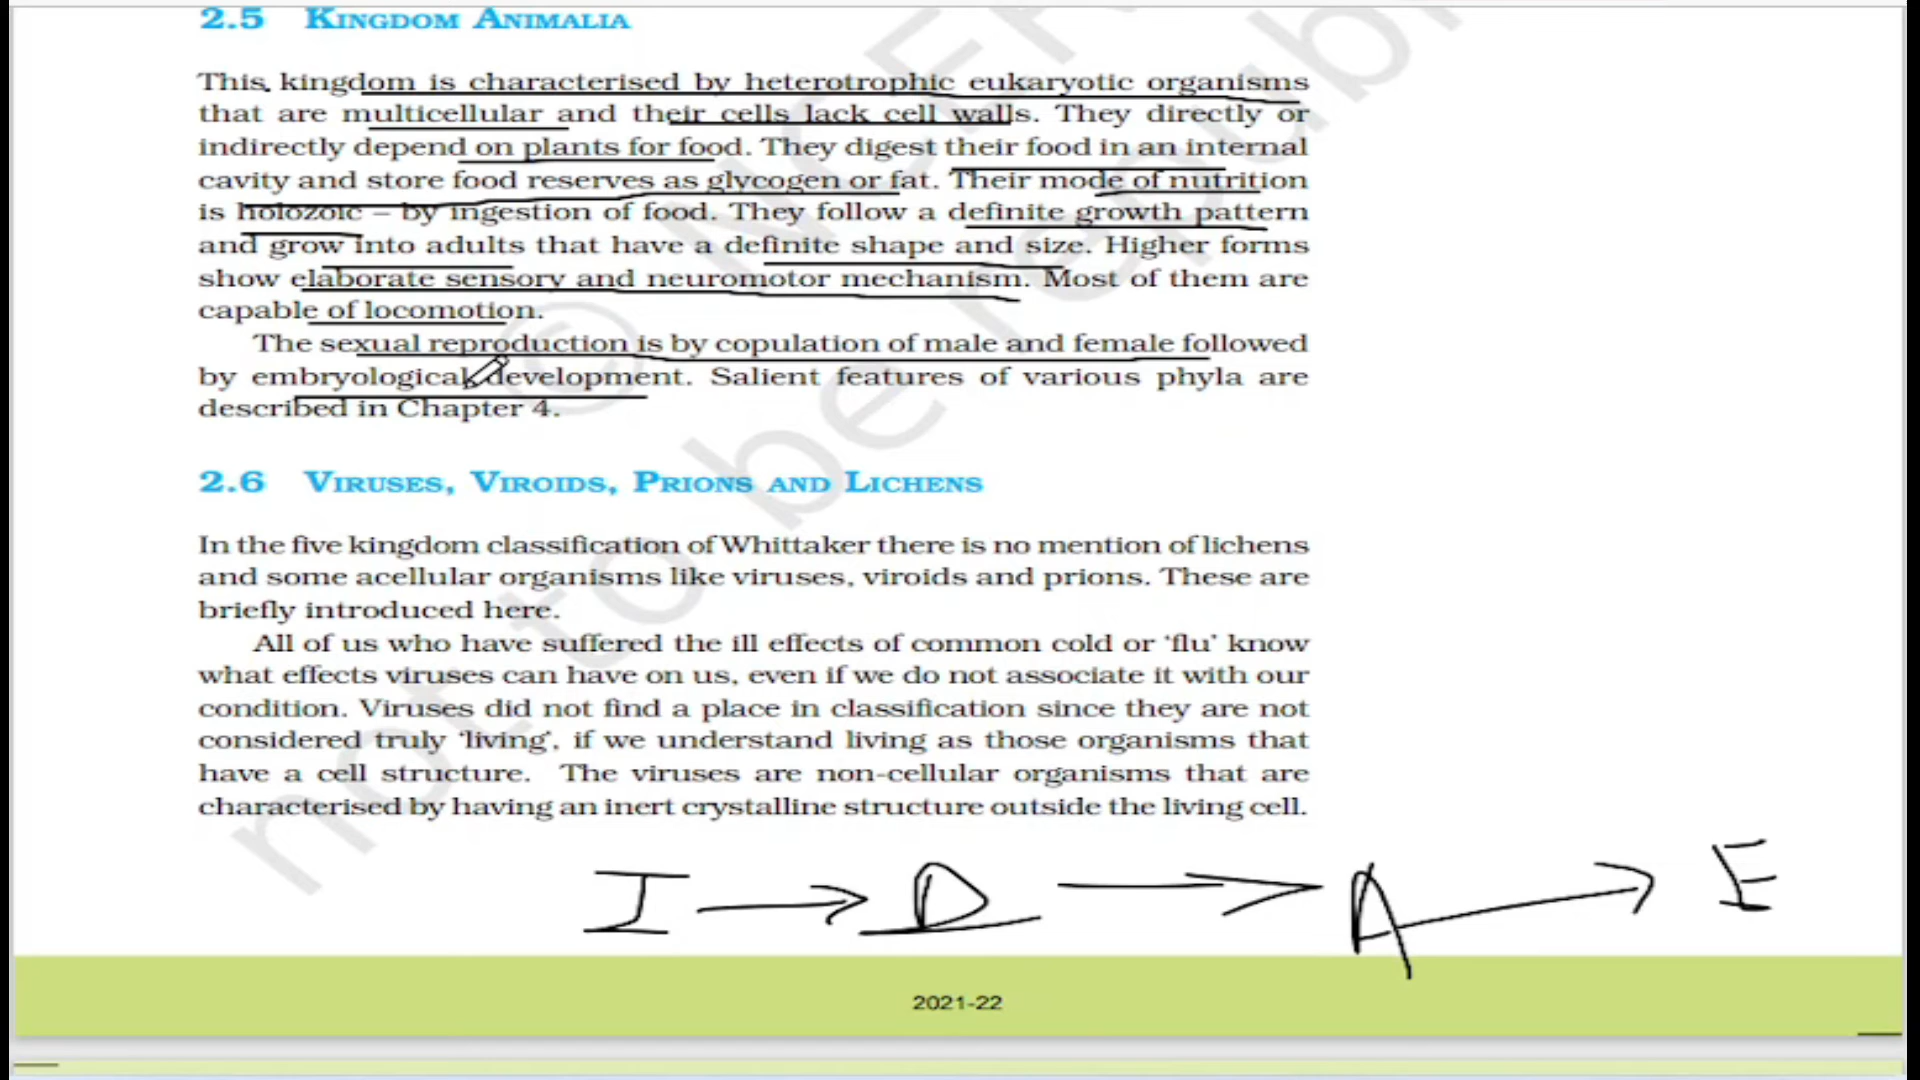 2.5 KINGDOM ANIMALIA
This kingdom is characterised by heterotrophic eukaryotic organisms
that are multicellular and their cells lack cell walls. They directly or
indirectly depend on plants for food. They digest their food in an internal
cavity and store food reserves as glycogen or fat. Their mode of nutrition
is holozoic – by ingestion of food. They follow a definite growth pattern
and grow into adults that have a definite shape and size. Higher forms
show elaborate sensory and neuromotor mechanism. Most of them are
capable of locomotion.
The sexual reproduction is by copulation of male and female followed
by embryological development. Salient features of various phyla are
described in Chapter 4.
2.6 VIRUSES, VIROIDS, PRIONS AND LICHENS
In the five kingdom classification of Whittaker there is no mention of lichens
and some acellular organisms like viruses, viroids and prions. These are
briefly introduced here.
All of us who have suffered the ill effects of common cold or ‘flu’ know
what effects viruses can have on us, even if we do not associate it with our
condition. Viruses did not find a place in classification since they are not
considered truly ‘living’, if we understand living as those organisms that
have a cell structure. The viruses are non-cellular organisms that are
characterised by having an inert crystalline structure outside the living cell.
I → D → A → E
2021-22
© NCER
not to be republ